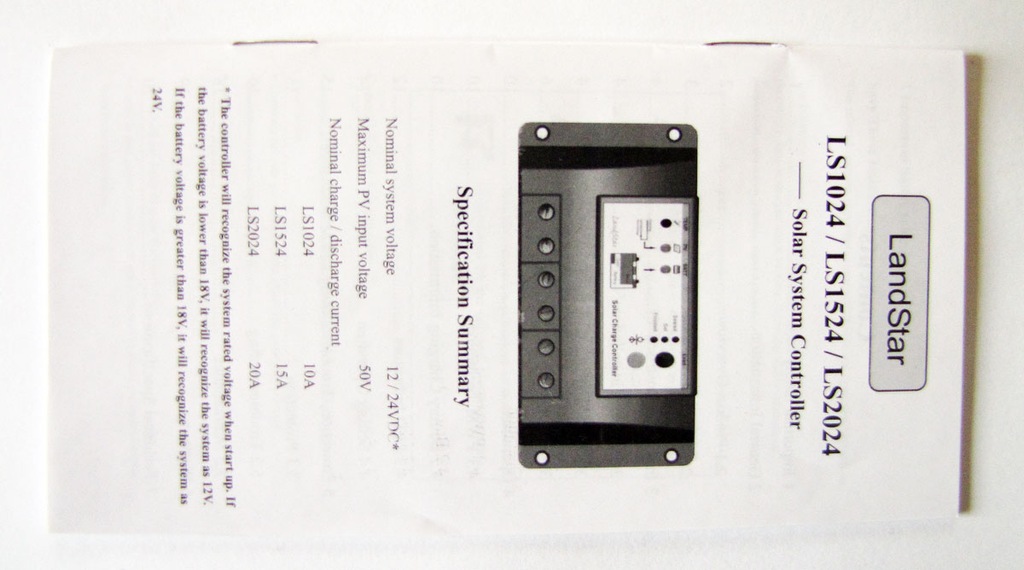 LandStar
LS1024 / LS1524 / LS2024
—— Solar System Controller
Solar Charge Controller
Specification Summary
Nominal system voltage 12 / 24VDC*
Maximum PV input voltage 50V
Nominal charge / discharge current
LS1024 10A
LS1524 15A
LS2024 20A
* The controller will recognize the system rated voltage when start up. If
the battery voltage is lower than 18V, it will recognize the system as 12V.
If the battery voltage is greater than 18V, it will recognize the system as
24V.